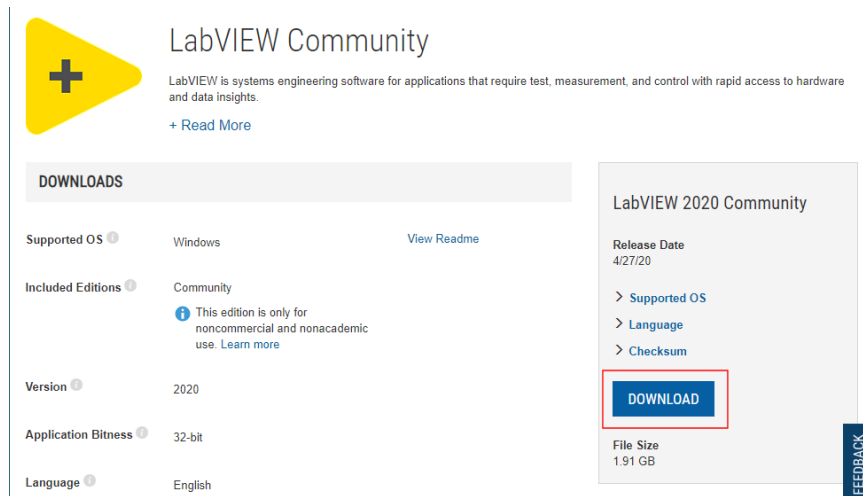 LabVIEW Community
LabVIEW is systems engineering software for applications that require test, measurement, and control with rapid access to hardware
and data insights.
+ Read More
DOWNLOADS
Supported OS
Windows
View Readme
Included Editions
Community
This edition is only for
noncommercial and nonacademic
use. Learn more
Version
2020
Application Bitness
32-bit
Language
English
LabVIEW 2020 Community
Release Date
4/27/20
Supported OS
Language
Checksum
DOWNLOAD
File Size
1.91 GB
FEEDBACK